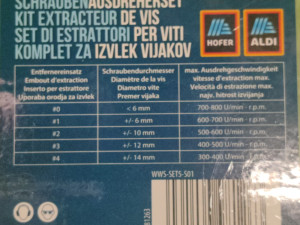 SCHRAUBENAUSDREHERSET
KIT EXTRACTEUR DE VIS
SET DI ESTRATTORI PER VITI
KOMPLET ZA IZVLEK VIJAKOV
HOFER
ALDI
Entferneinsatz
Embout d'extraction
Inserto per estrattore
Uporaba orodja za izvlek
Schraubendurchmesser
Diamètre de la vis
Diametro vite
Premer vijaka
max. Ausdrehgeschwindigkeit
vitesse d'extraction max.
Velocità di estrazione max.
najv. hitrost izvijanja
#0 < 6 mm 700-800 U/min - r.p.m.
#1 +/- 6 mm 600-700 U/min - r.p.m.
#2 +/- 10 mm 500-600 U/min - r.p.m.
#3 +/- 12 mm 400-500 U/min - r.p.m.
#4 +/- 14 mm 300-400 U/min - r.p.m.
WWS-SETS-501